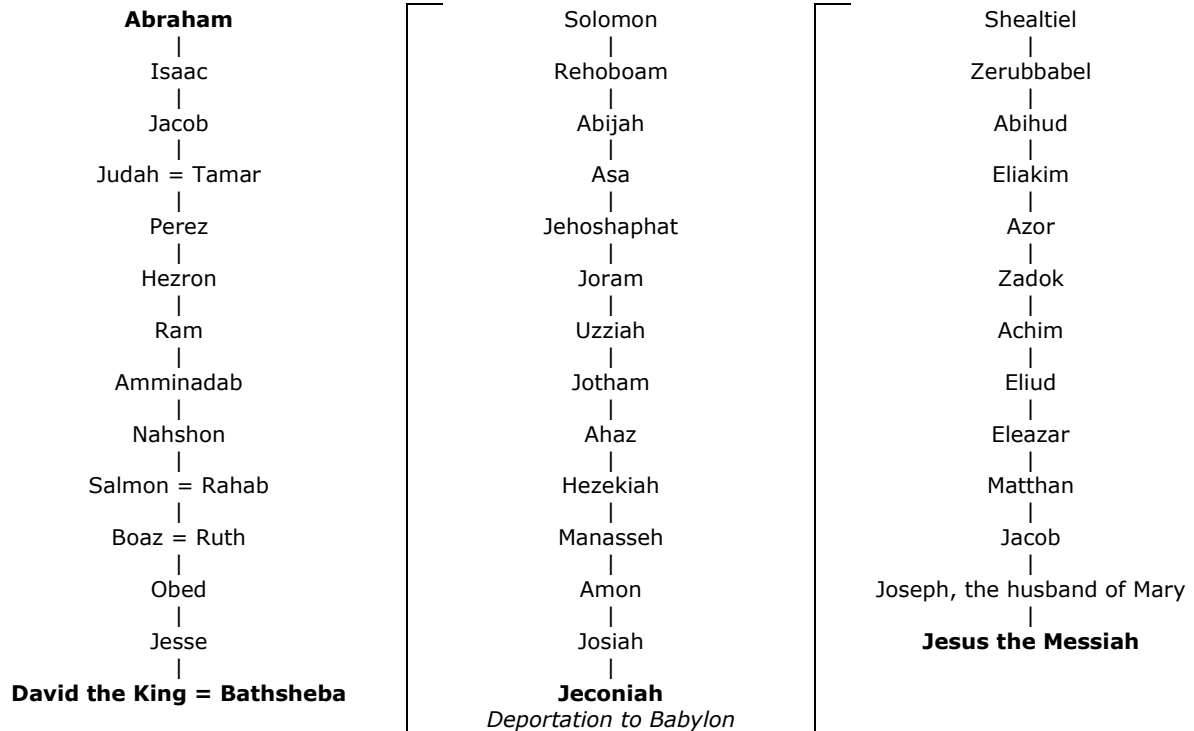 Abraham
|
Isaac
|
Jacob
|
Judah = Tamar
|
Perez
|
Hezron
|
Ram
|
Amminadab
|
Nahshon
|
Salmon = Rahab
|
Boaz = Ruth
|
Obed
|
Jesse
|
David the King = Bathsheba
Solomon
|
Rehoboam
|
Abijah
|
Asa
|
Jehoshaphat
|
Joram
|
Uzziah
|
Jotham
|
Ahaz
|
Hezekiah
|
Manasseh
|
Amon
|
Josiah
|
Jeconiah
Deportation to Babylon
Shealtiel
|
Zerubbabel
|
Abihud
|
Eliakim
|
Azor
|
Zadok
|
Achim
|
Eliud
|
Eleazar
|
Matthan
|
Jacob
|
Joseph, the husband of Mary
|
Jesus the Messiah